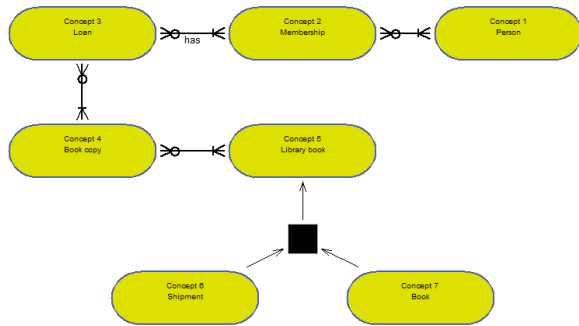 Concept 3
Loan
has
Concept 2
Membership
Concept 1
Person
Concept 4
Book copy
Concept 5
Library book
Concept 6
Shipment
Concept 7
Book